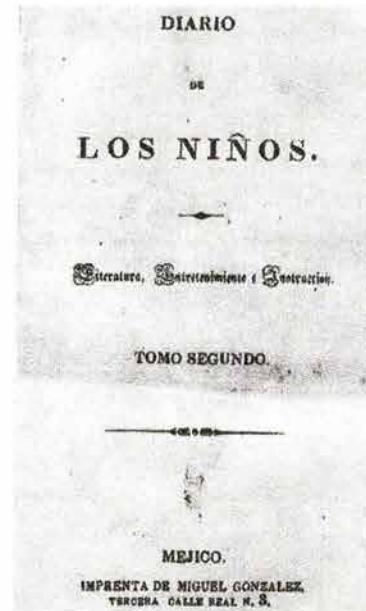 DIARIO
DE
LOS NIÑOS.
Literatura, Entretenimiento é Instruccion.
TOMO SEGUNDO.
MEJICO.
IMPRENTA DE MIGUEL GONZALEZ,
TERCERA CALLE REAL N. 3,